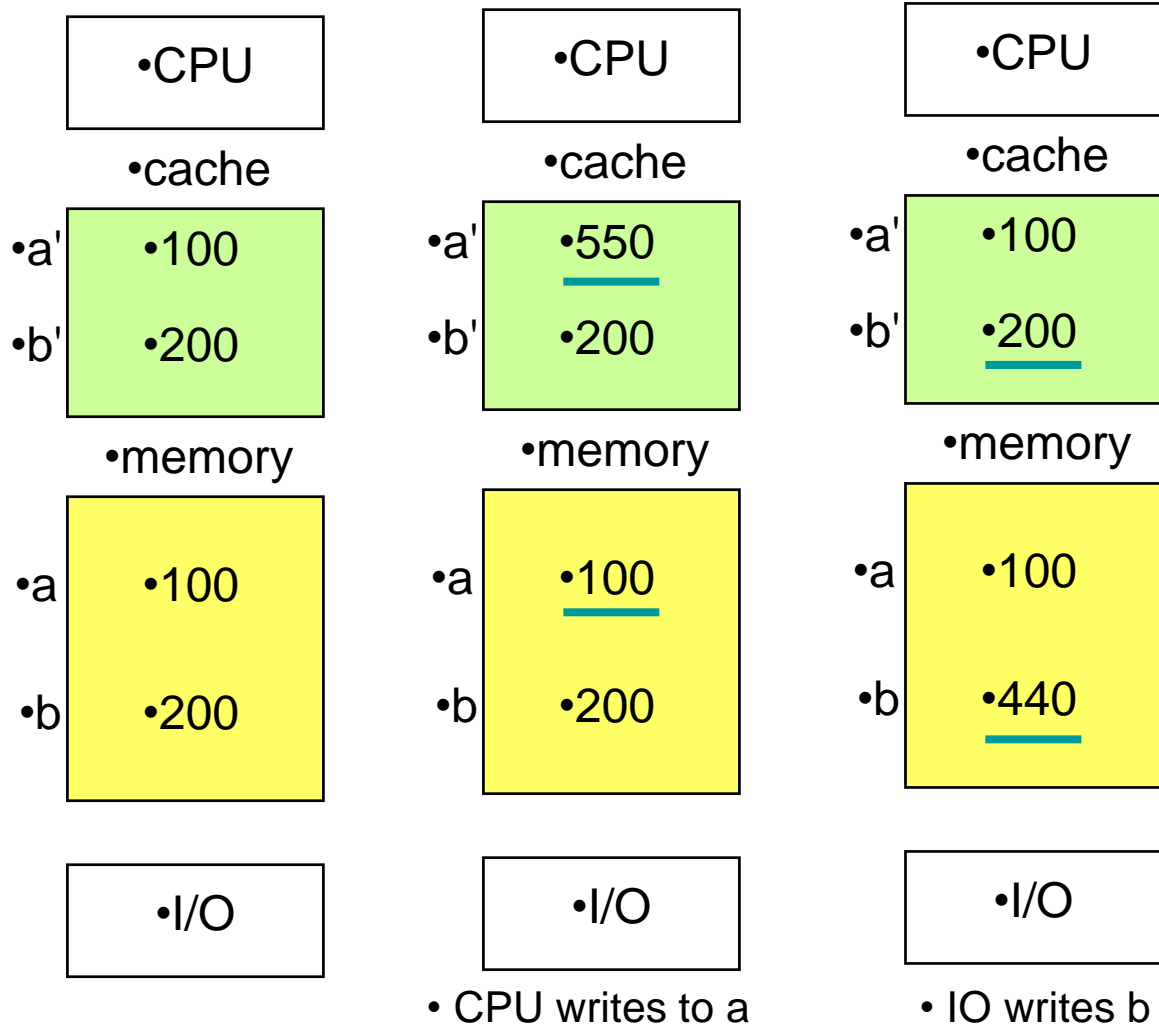 •CPU
•cache
•a' •100
•b' •200
•memory
•a •100
•b •200
•I/O
•CPU
•cache
•a' •550
•b' •200
•memory
•a •100
•b •200
•I/O
• CPU writes to a
•CPU
•cache
•a' •100
•b' •200
•memory
•a •100
•b •440
•I/O
• IO writes b